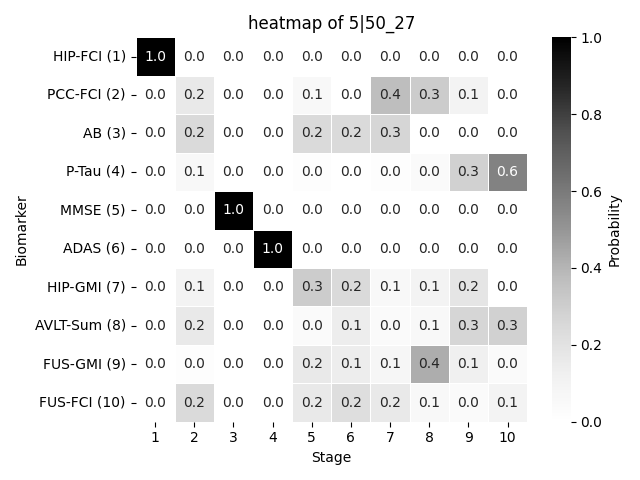 heatmap of 5|50_27
HIP-FCI (1) 1.0 0.0 0.0 0.0 0.0 0.0 0.0 0.0 0.0 0.0
PCC-FCI (2) 0.0 0.2 0.0 0.0 0.1 0.0 0.4 0.3 0.1 0.0
AB (3) 0.0 0.2 0.0 0.0 0.2 0.2 0.3 0.0 0.0 0.0
P-Tau (4) 0.0 0.1 0.0 0.0 0.0 0.0 0.0 0.0 0.3 0.6
MMSE (5) 0.0 0.0 1.0 0.0 0.0 0.0 0.0 0.0 0.0 0.0
ADAS (6) 0.0 0.0 0.0 1.0 0.0 0.0 0.0 0.0 0.0 0.0
HIP-GMI (7) 0.0 0.1 0.0 0.0 0.3 0.2 0.1 0.1 0.2 0.0
AVLT-Sum (8) 0.0 0.2 0.0 0.0 0.0 0.1 0.0 0.1 0.3 0.3
FUS-GMI (9) 0.0 0.0 0.0 0.0 0.2 0.1 0.1 0.4 0.1 0.0
FUS-FCI (10) 0.0 0.2 0.0 0.0 0.2 0.2 0.2 0.1 0.0 0.1
1 2 3 4 5 6 7 8 9 10
Stage
Biomarker
1.0
0.8
0.6
0.4
0.2
0.0
Probability